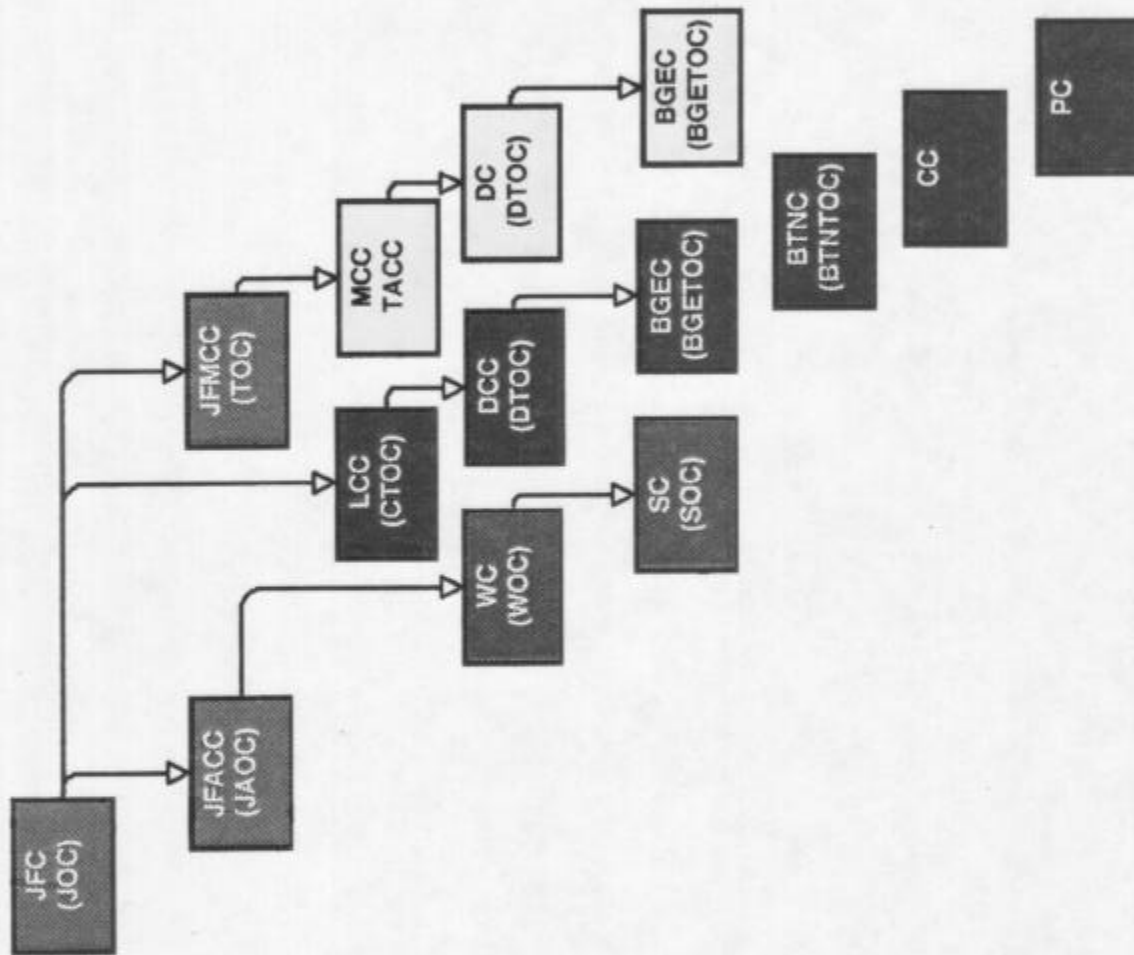 JFC
(JOC)
JFACC
(JAOC)
JFMCC
(TOC)
LCC
(CTOC)
MCC
TACC
WC
(WOC)
DCC
(DTOC)
DC
(DTOC)
SC
(SOC)
BGEC
(BGETOC)
BGEC
(BGETOC)
BTNC
(BTNTOC)
CC
PC